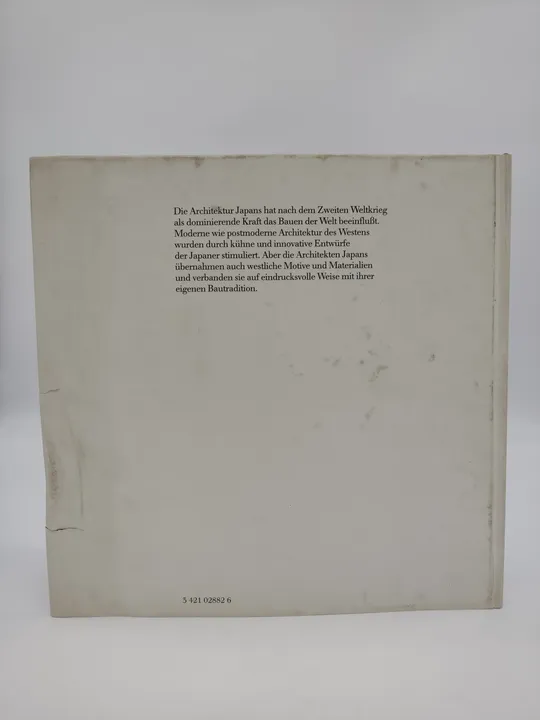 Die Architektur Japans hat nach dem Zweiten Weltkrieg
als dominierende Kraft das Bauen der Welt beeinflußt.
Moderne wie postmoderne Architektur des Westens
wurden durch kühne und innovative Entwürfe
der Japaner stimuliert. Aber die Architekten Japans
übernahmen auch westliche Motive und Materialien
und verbanden sie auf eindrucksvolle Weise mit ihrer
eigenen Bautradition.
3 421 02882 6